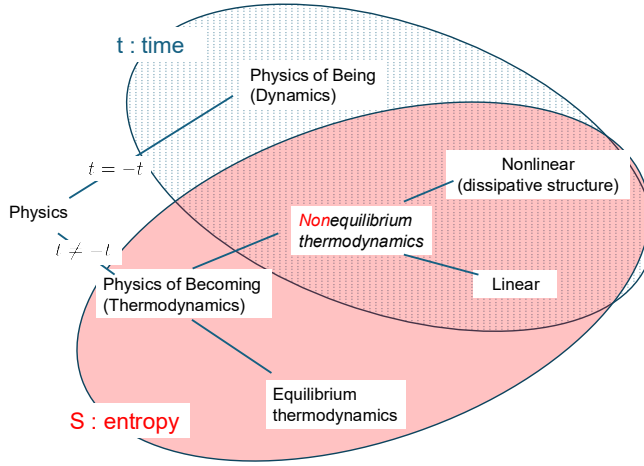 t : time
Physics of Being
(Dynamics)
t = −t
Nonlinear
(dissipative structure)
Physics
Nonequilibrium
thermodynamics
t ≠ −t
Physics of Becoming
(Thermodynamics)
Linear
Equilibrium
thermodynamics
S : entropy